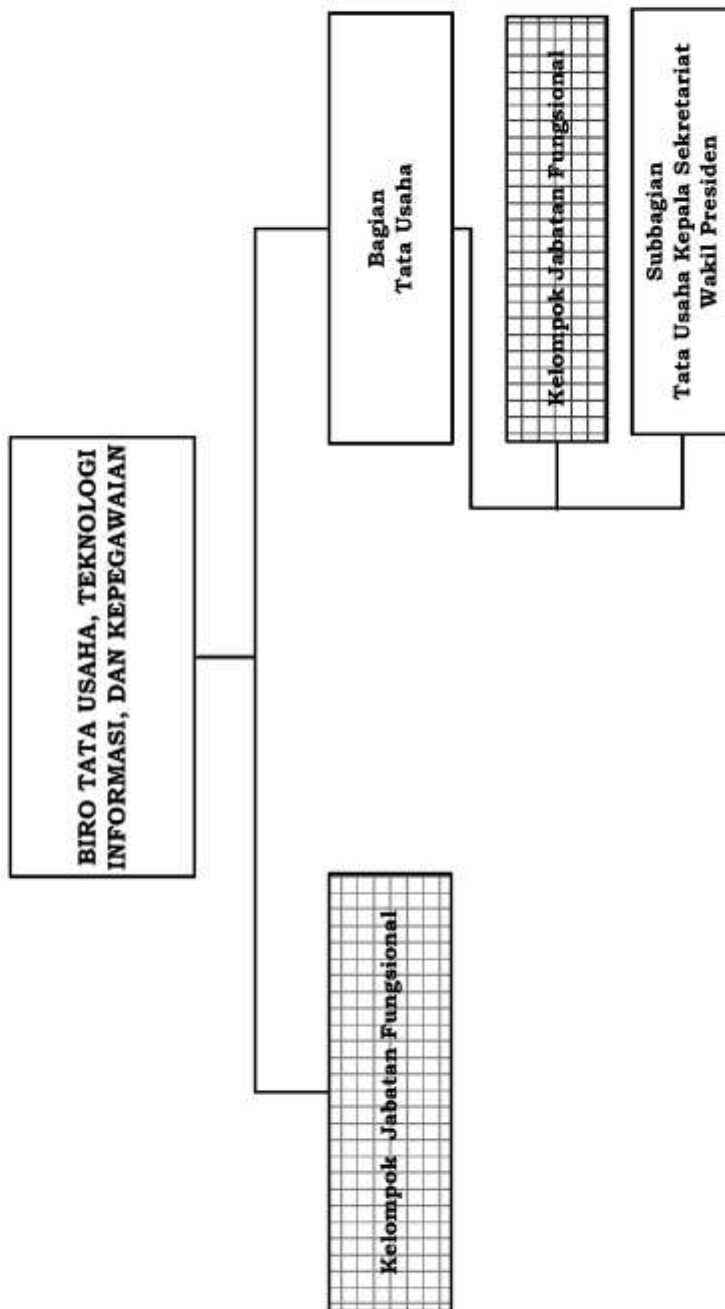 BIRO TATA USAHA, TEKNOLOGI
INFORMASI, DAN KEPEGAWAIAN
Kelompok Jabatan Fungsional
Bagian
Tata Usaha
Kelompok Jabatan Fungsional
Subbagian
Tata Usaha Kepala Sekretariat
Wakil Presiden